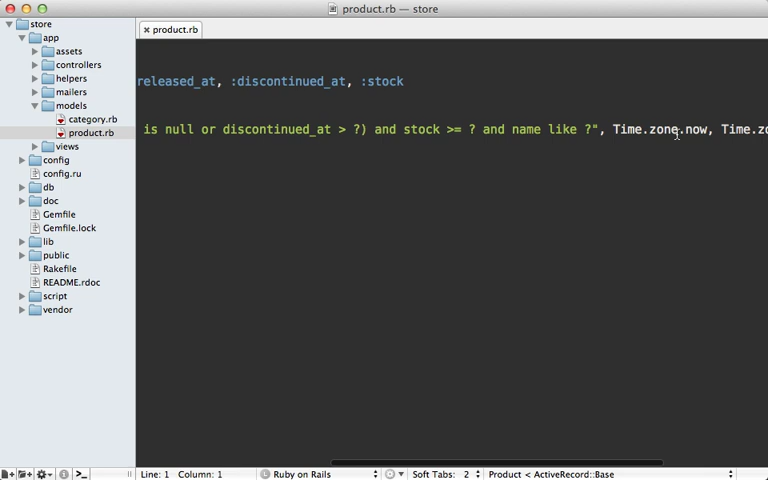 product.rb — store
store
app
assets
controllers
helpers
mailers
models
category.rb
product.rb
views
config
config.ru
db
doc
Gemfile
Gemfile.lock
lib
public
Rakefile
README.rdoc
script
vendor
product.rb
released_at, :discontinued_at, :stock
is null or discontinued_at > ?) and stock >= ? and name like ?", Time.zone.now, Time.zo
Line: 1 Column: 1 Ruby on Rails Soft Tabs: 2 Product < ActiveRecord::Base